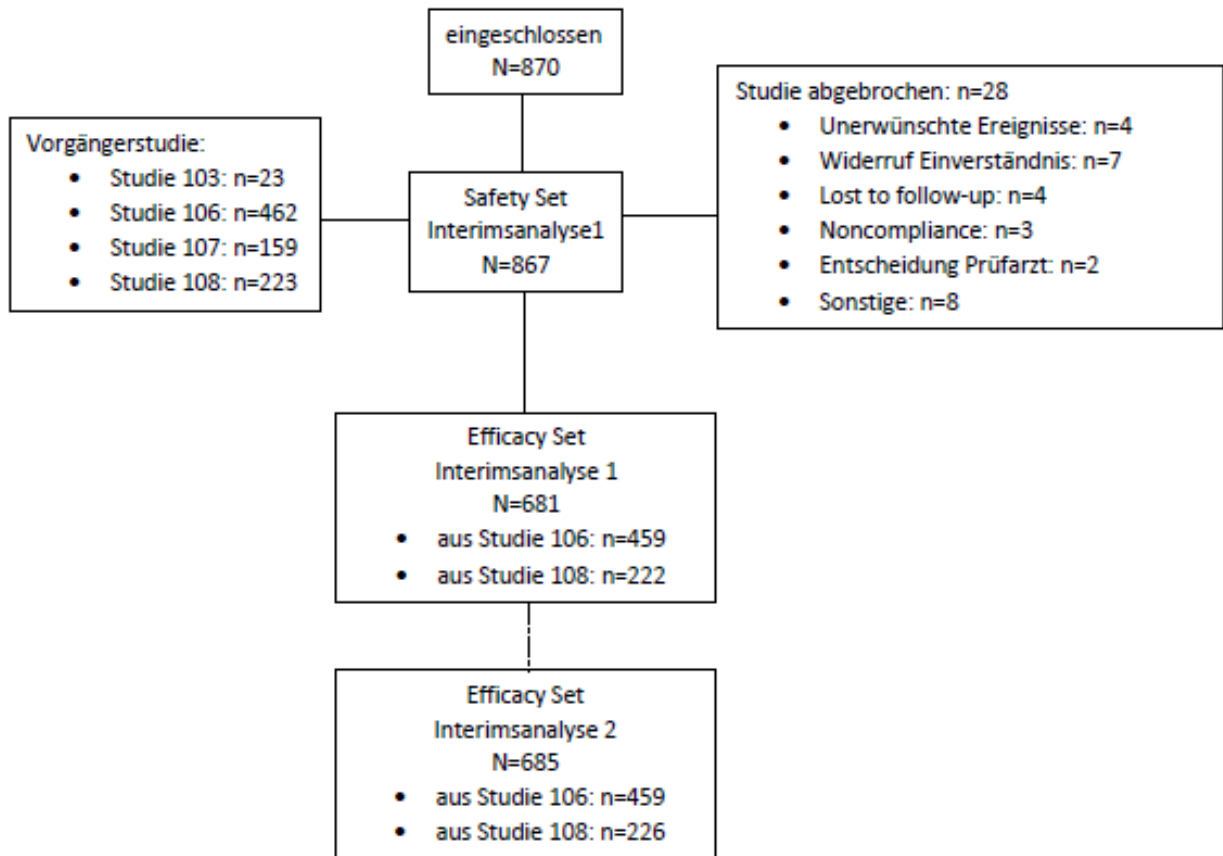 eingeschlossen
N=870
Studie abgebrochen: n=28
• Unerwünschte Ereignisse: n=4
• Widerruf Einverständnis: n=7
• Lost to follow-up: n=4
• Noncompliance: n=3
• Entscheidung Prüfarzt: n=2
• Sonstige: n=8
Vorgängerstudie:
• Studie 103: n=23
• Studie 106: n=462
• Studie 107: n=159
• Studie 108: n=223
Safety Set
Interimsanalyse1
N=867
Efficacy Set
Interimsanalyse 1
N=681
• aus Studie 106: n=459
• aus Studie 108: n=222
Efficacy Set
Interimsanalyse 2
N=685
• aus Studie 106: n=459
• aus Studie 108: n=226